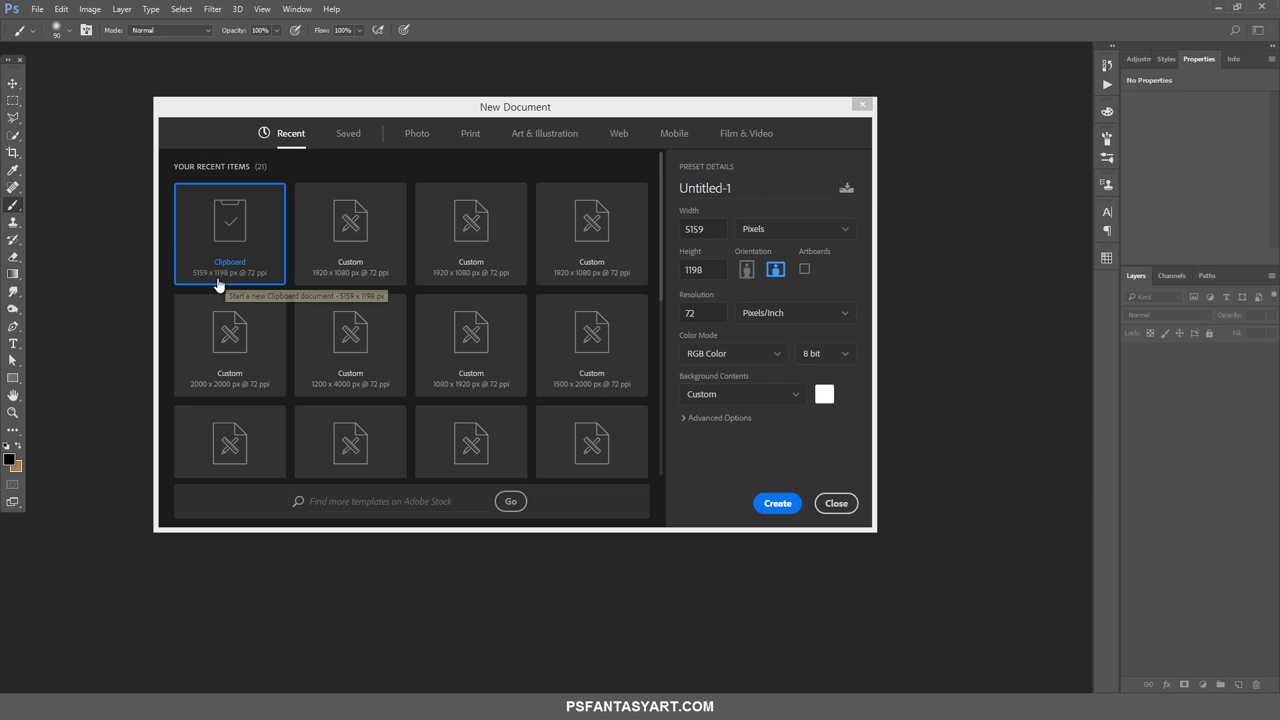 Ps File Edit Image Layer Type Select Filter 3D View Window Help
90 Mode: Normal Opacity: 100% Flow: 100%
Adjustm Styles Properties Info
No Properties
New Document
Recent Saved Photo Print Art & Illustration Web Mobile Film & Video
YOUR RECENT ITEMS (21)
Clipboard
5159 x 1198 px @ 72 ppi
Custom
1920 x 1080 px @ 72 ppi
Custom
1920 x 1080 px @ 72 ppi
Custom
1920 x 1080 px @ 72 ppi
Start a new Clipboard document - 5159 x 1198 px
Custom
2000 x 2000 px @ 72 ppi
Custom
1200 x 4000 px @ 72 ppi
Custom
1080 x 1920 px @ 72 ppi
Custom
1500 x 2000 px @ 72 ppi
Find more templates on Adobe Stock Go
PRESET DETAILS
Untitled-1
Width
5159 Pixels
Height Orientation Artboards
1198
Resolution
72 Pixels/Inch
Color Mode
RGB Color 8 bit
Background Contents
Custom
Advanced Options
Create Close
Layers Channels Paths
Kind
Normal Opacity:
Lock: Fill:
PSFANTASYART.COM